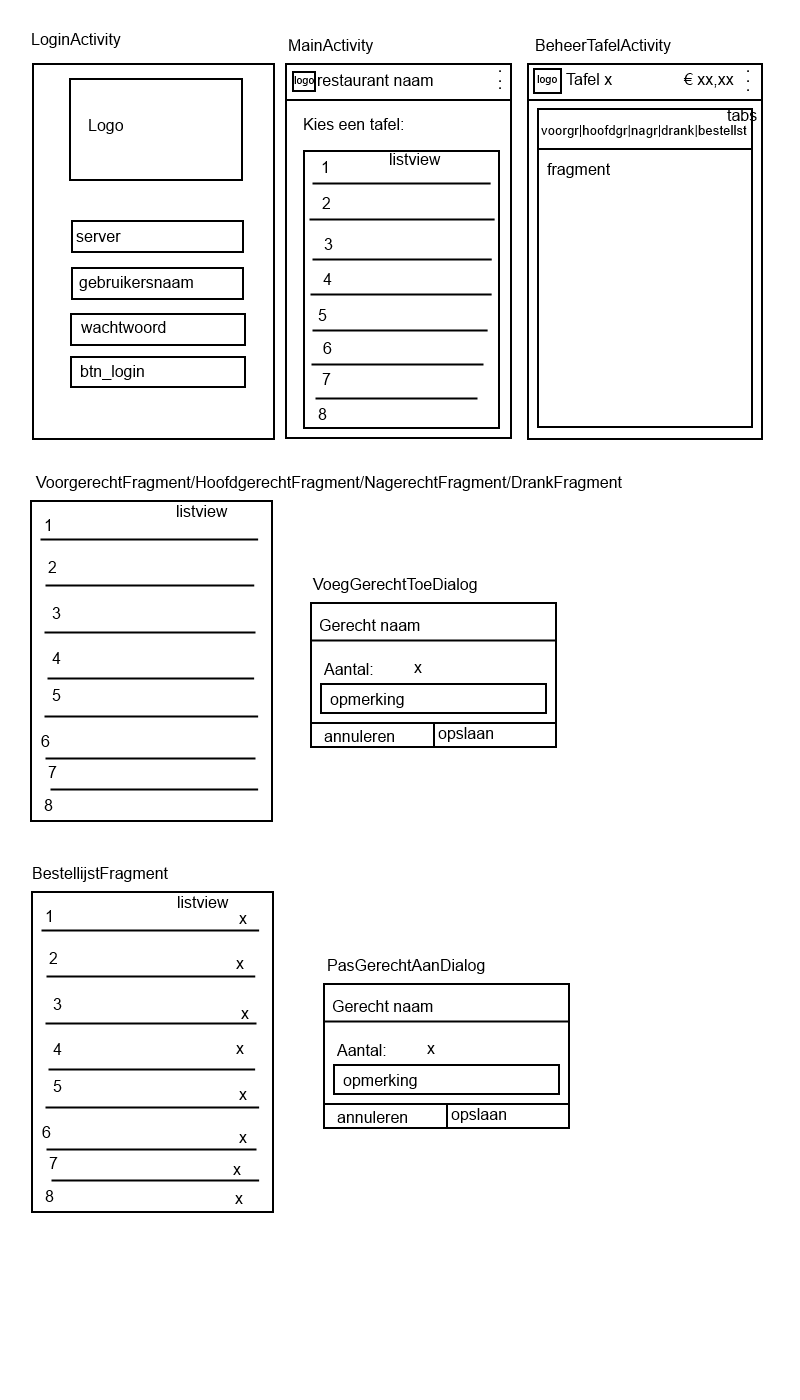 LoginActivity
Logo
server
gebruikersnaam
wachtwoord
btn_login
MainActivity
logo restaurant naam
Kies een tafel:
listview
1
2
3
4
5
6
7
8
BeheerTafelActivity
logo Tafel x € xx,xx
tabs
voorgr|hoofdgr|nagr|drank|bestellst
fragment
VoorgerechtFragment/HoofdgerechtFragment/NagerechtFragment/DrankFragment
listview
1
2
3
4
5
6
7
8
VoegGerechtToeDialog
Gerecht naam
Aantal: x
opmerking
annuleren opslaan
BestellijstFragment
listview
1 x
2 x
3 x
4 x
5 x
6 x
7 x
8 x
PasGerechtAanDialog
Gerecht naam
Aantal: x
opmerking
annuleren opslaan